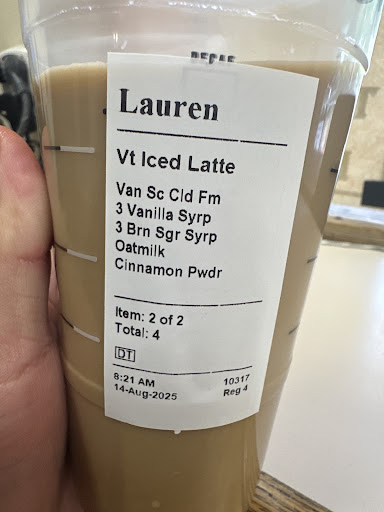 DECAF
Lauren
Vt Iced Latte
Van Sc Cld Fm
3 Vanilla Syrp
3 Brn Sgr Syrp
Oatmilk
Cinnamon Pwdr
Item: 2 of 2
Total: 4
DT
8:21 AM 10317
14-Aug-2025 Reg 4